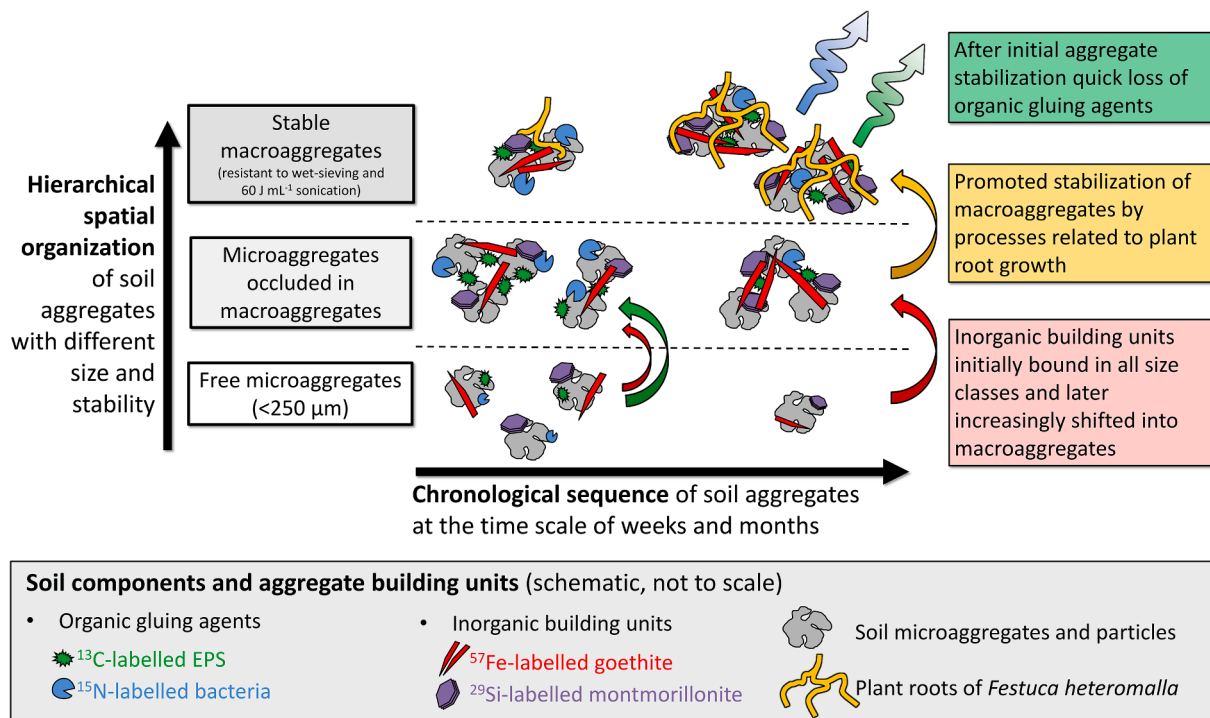 Hierarchical
spatial
organization
of soil
aggregates
with different
size and
stability
Stable
macroaggregates
(resistant to wet-sieving and
60 J mL⁻¹ sonication)
Microaggregates
occluded in
macroaggregates
Free microaggregates
(<250 µm)
After initial aggregate
stabilization quick loss of
organic gluing agents
Promoted stabilization of
macroaggregates by
processes related to plant
root growth
Inorganic building units
initially bound in all size
classes and later
increasingly shifted into
macroaggregates
Chronological sequence of soil aggregates
at the time scale of weeks and months
Soil components and aggregate building units (schematic, not to scale)
• Organic gluing agents
¹³C-labelled EPS
¹⁵N-labelled bacteria
• Inorganic building units
⁵⁷Fe-labelled goethite
²⁹Si-labelled montmorillonite
Soil microaggregates and particles
Plant roots of Festuca heteromalla